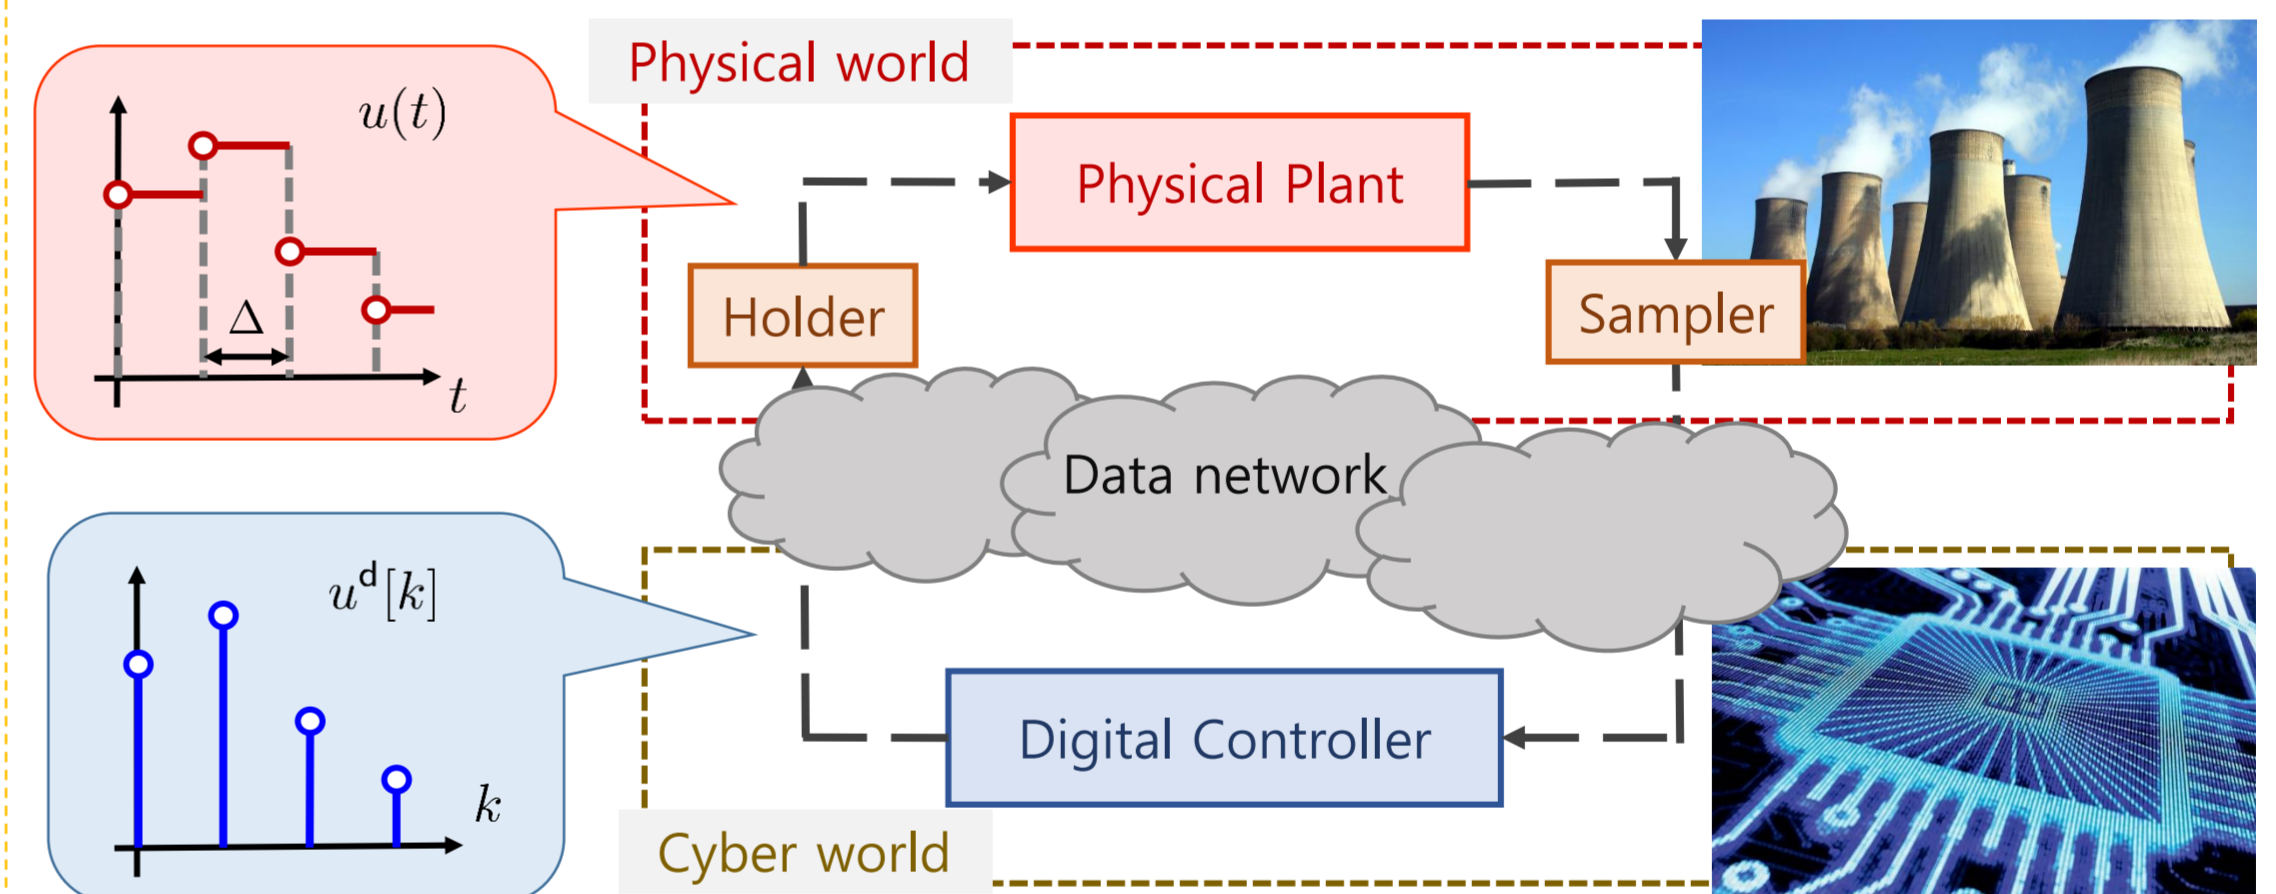 Physical world
u(t)
Physical Plant
Holder
Sampler
Δ
t
Data network
u^d[k]
Digital Controller
k
Cyber world